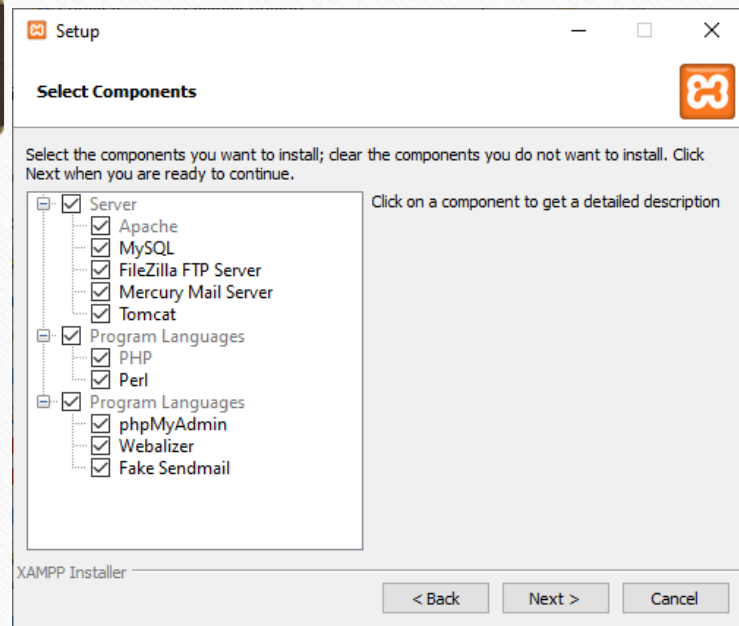 Setup
Select Components
Select the components you want to install; clear the components you do not want to install. Click
Next when you are ready to continue.
Server
Apache
MySQL
FileZilla FTP Server
Mercury Mail Server
Tomcat
Program Languages
PHP
Perl
Program Languages
phpMyAdmin
Webalizer
Fake Sendmail
Click on a component to get a detailed description
XAMPP Installer
< Back
Next >
Cancel